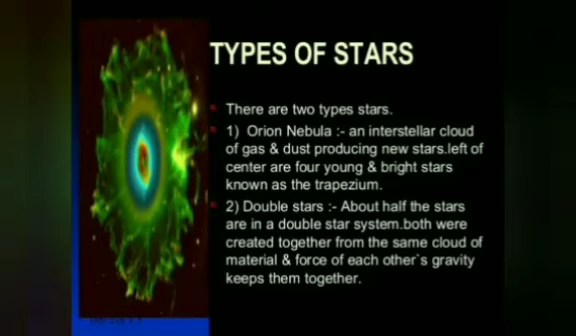 TYPES OF STARS
There are two types stars.
1) Orion Nebula :- an interstellar cloud
of gas & dust producing new stars.left of
center are four young & bright stars
known as the trapezium.
2) Double stars :- About half the stars
are in a double star system.both were
created together from the same cloud of
material & force of each other`s gravity
keeps them together.